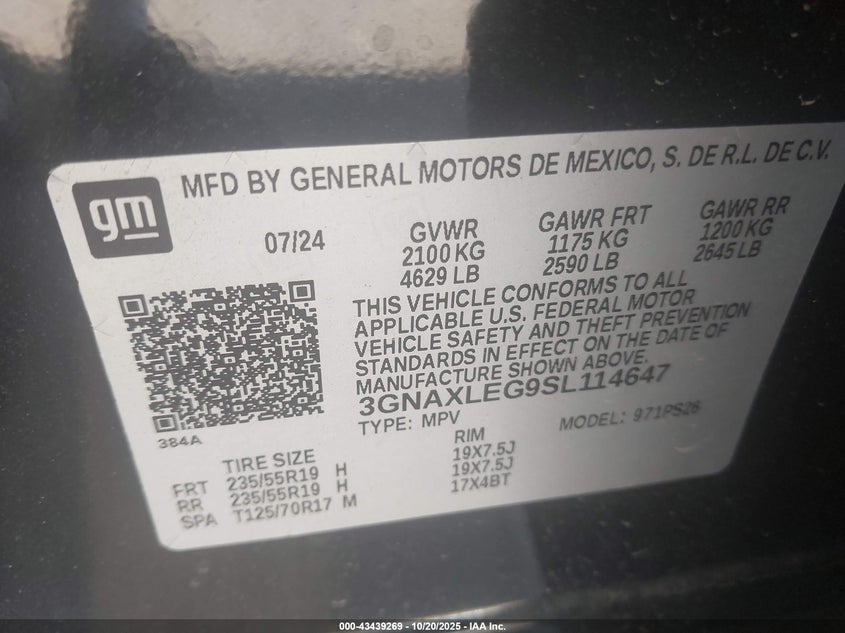 gm
MFD BY GENERAL MOTORS DE MEXICO, S. DE R.L. DE C.V.
07/24
GVWR
2100 KG
4629 LB
GAWR FRT
1175 KG
2590 LB
GAWR RR
1200 KG
2645 LB
THIS VEHICLE CONFORMS TO ALL
APPLICABLE U.S. FEDERAL MOTOR
VEHICLE SAFETY AND THEFT PREVENTION
STANDARDS IN EFFECT ON THE DATE OF
MANUFACTURE SHOWN ABOVE.
3GNAXLEG9SL114647
TYPE: MPV MODEL: 971PS26
384A
TIRE SIZE RIM
FRT 235/55R19 H 19X7.5J
RR 235/55R19 H 19X7.5J
SPA T125/70R17 M 17X4BT
000-43439269 - 10/20/2025 - IAA Inc.